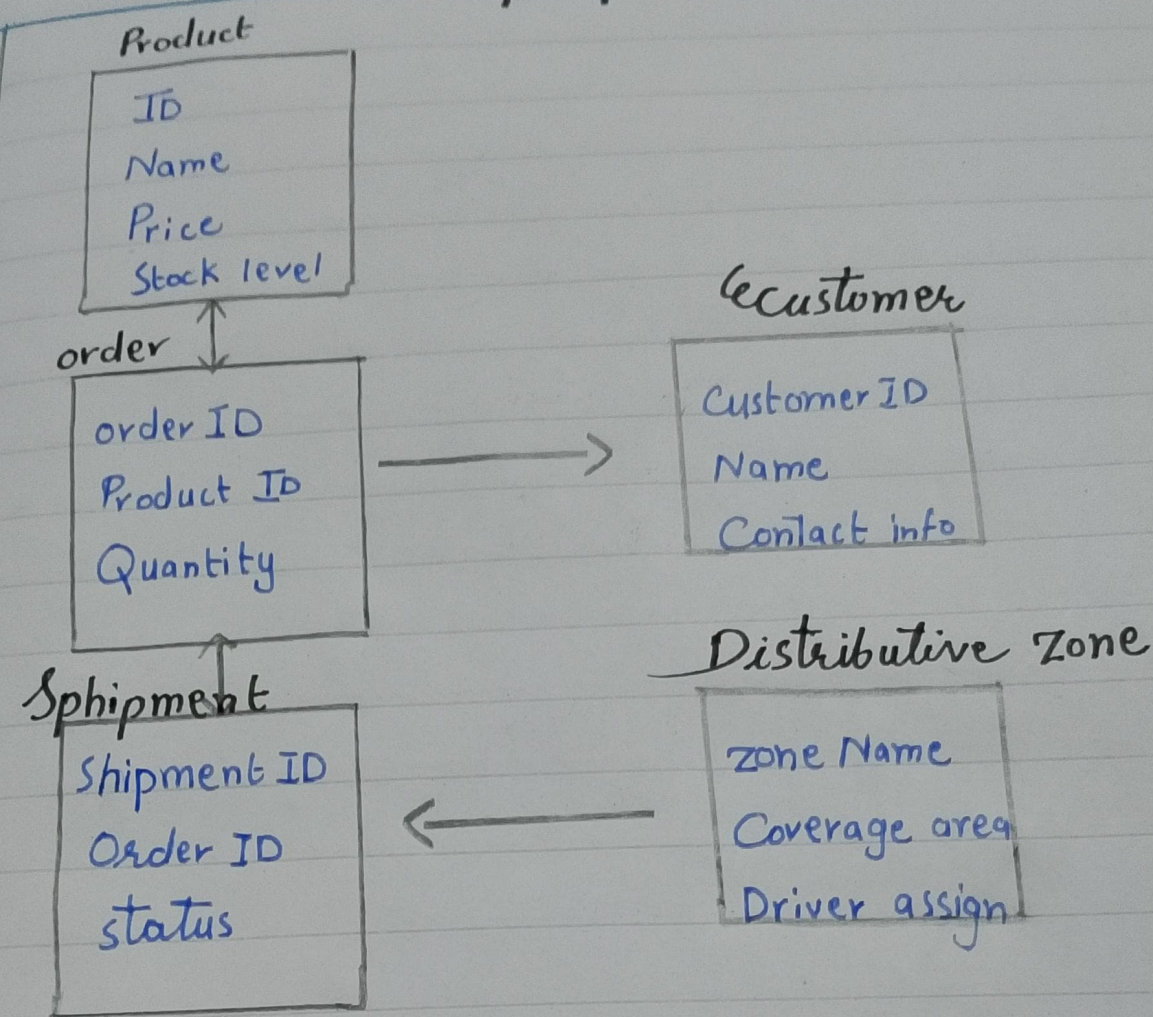 Product
ID
Name
Price
Stock level
order
order ID
Product ID
Quantity
Customer
Customer ID
Name
Contact info
Sphipment
Shipment ID
Order ID
status
Distributive zone
zone Name
Coverage area
Driver assign